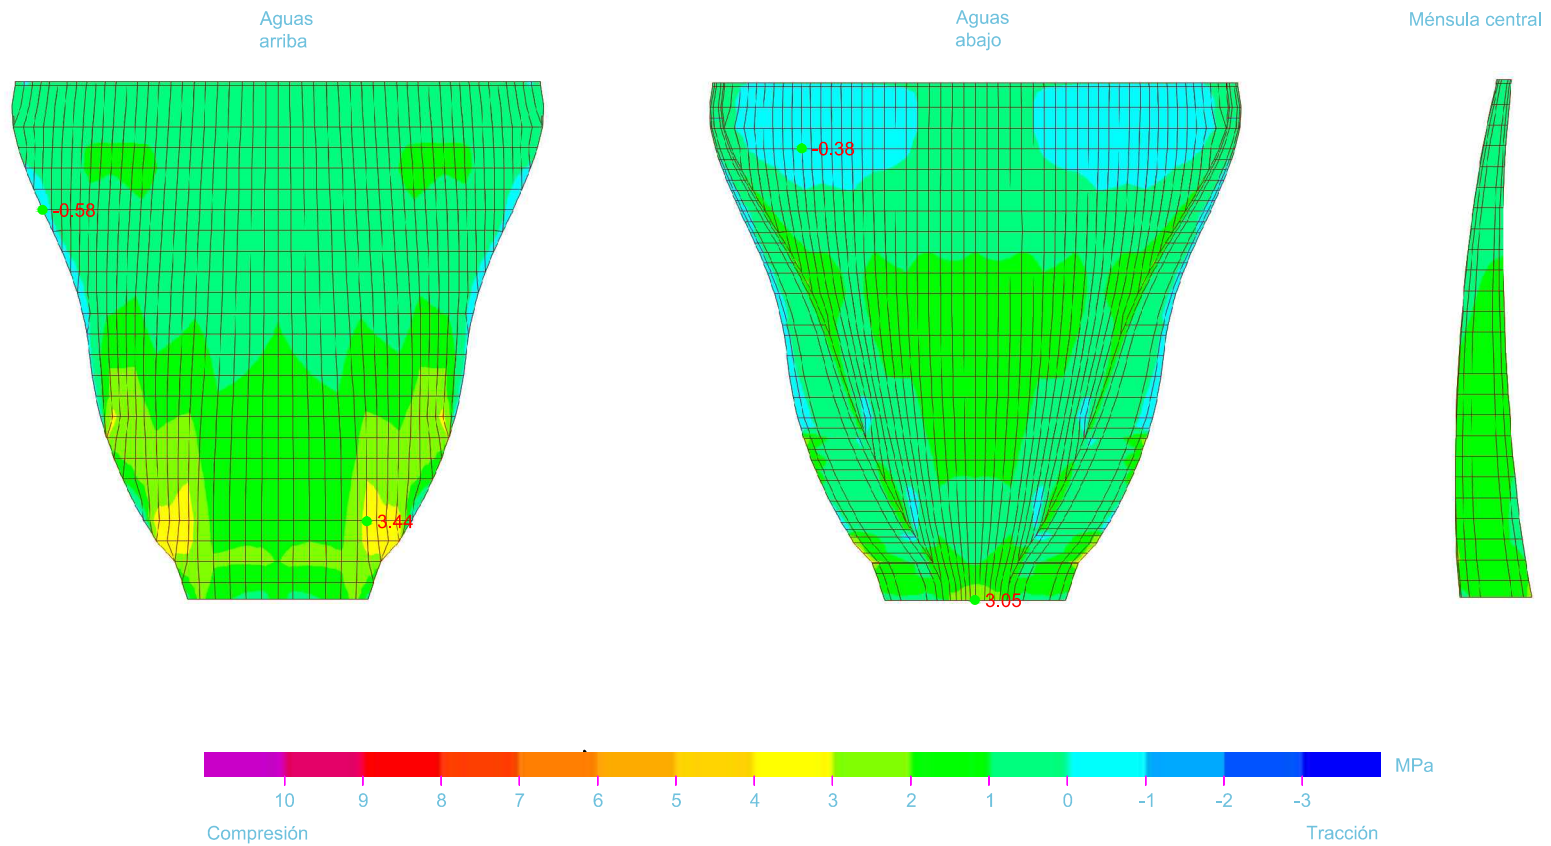 Aguas
arriba
Aguas
abajo
Ménsula central
-0.38
-0.58
3.44
3.05
MPa
10 9 8 7 6 5 4 3 2 1 0 -1 -2 -3
Compresión
Tracción